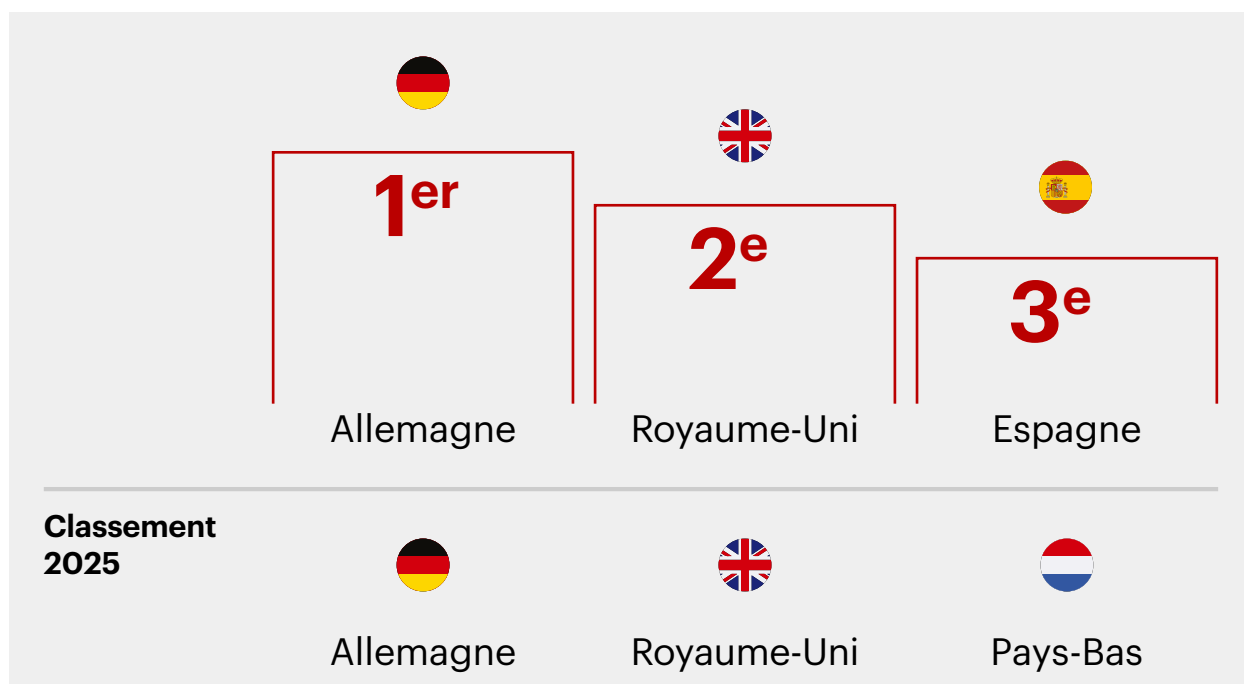 1er
2e
3e
Allemagne
Royaume-Uni
Espagne
Classement
2025
Allemagne
Royaume-Uni
Pays-Bas